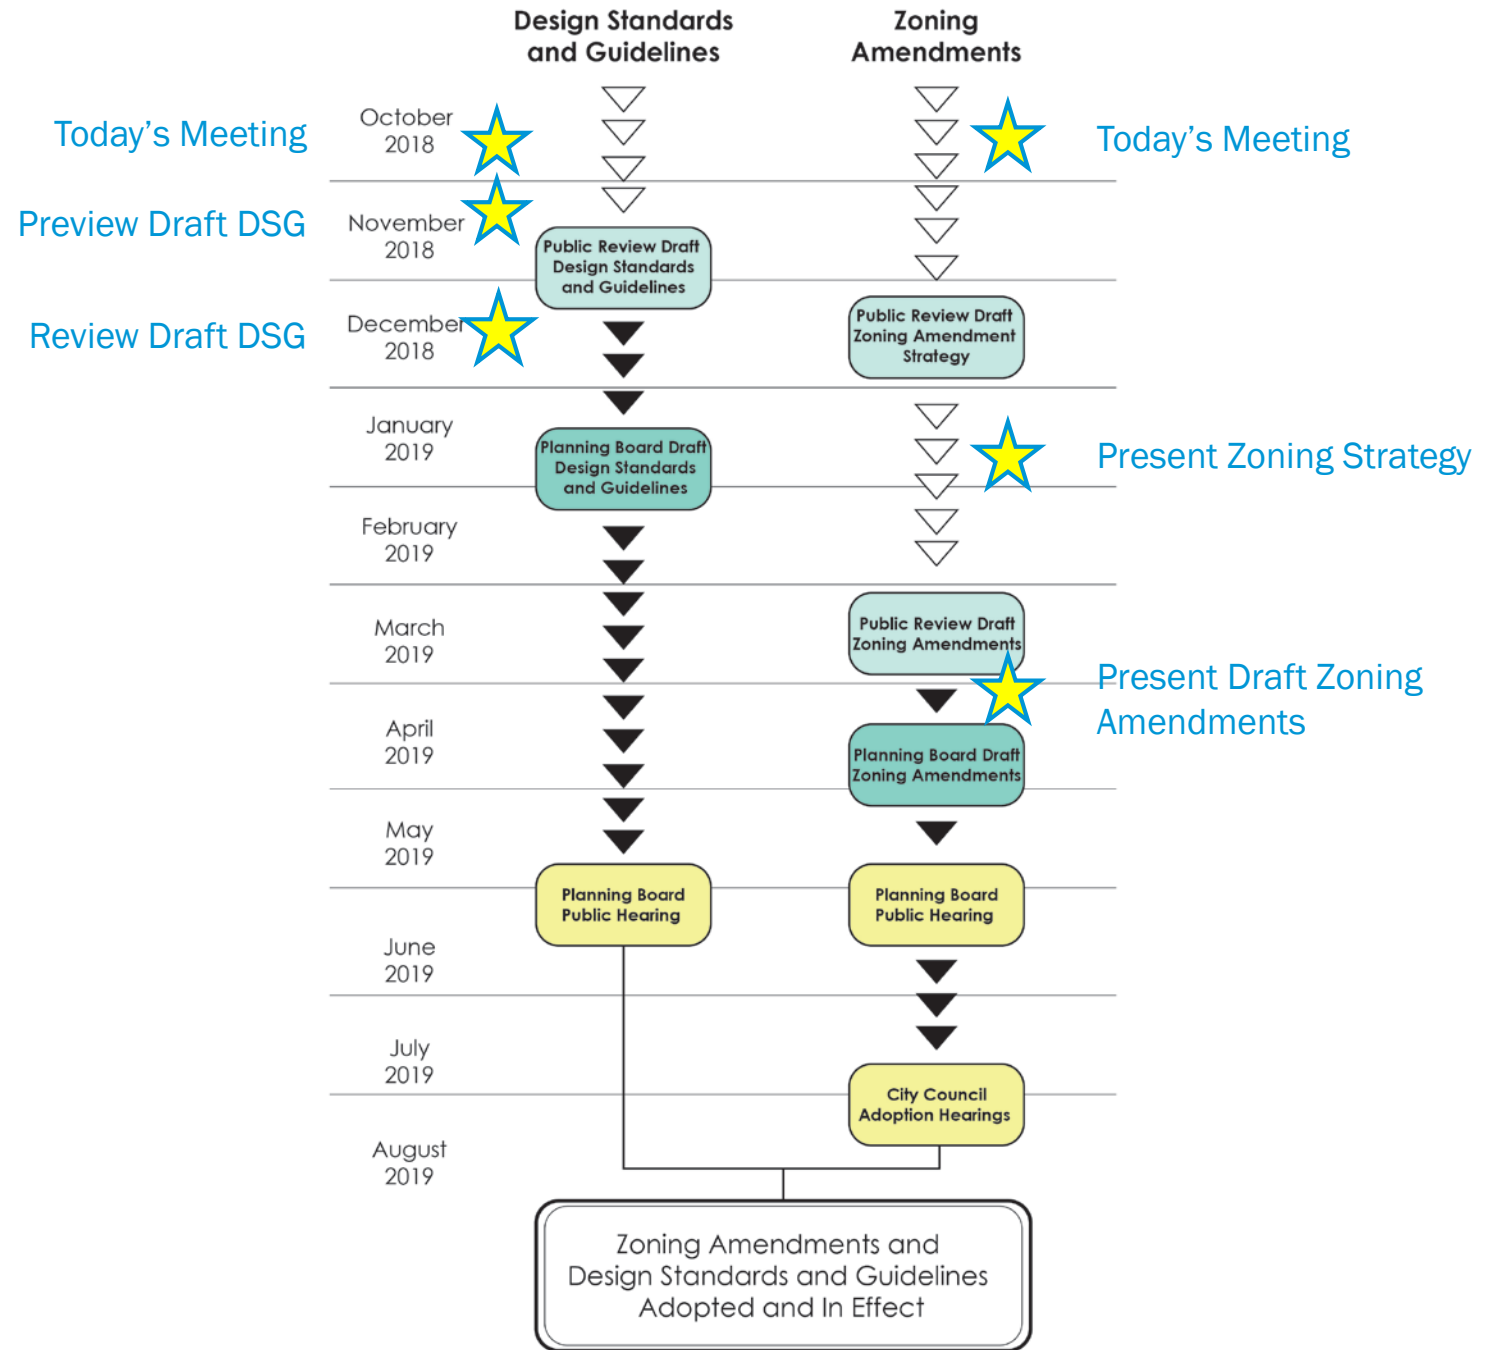 Design Standards
and Guidelines
Zoning
Amendments
Today's Meeting
October
2018
Today's Meeting
Preview Draft DSG
November
2018
Public Review Draft
Design Standards
and Guidelines
Review Draft DSG
December
2018
Public Review Draft
Zoning Amendment
Strategy
January
2019
Planning Board Draft
Design Standards
and Guidelines
Present Zoning Strategy
February
2019
March
2019
Public Review Draft
Zoning Amendments
Present Draft Zoning
Amendments
April
2019
Planning Board Draft
Zoning Amendments
May
2019
Planning Board
Public Hearing
Planning Board
Public Hearing
June
2019
July
2019
City Council
Adoption Hearings
August
2019
Zoning Amendments and
Design Standards and Guidelines
Adopted and In Effect